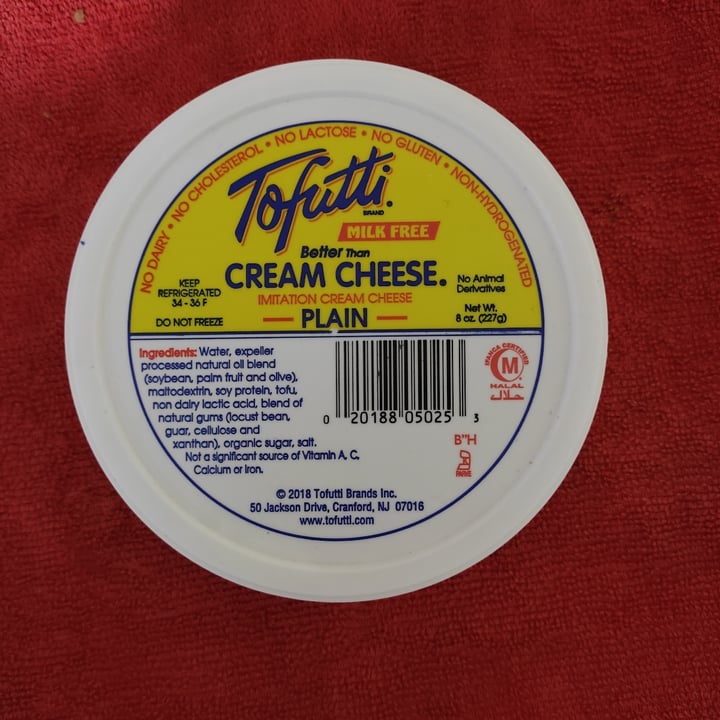 NO DAIRY • NO CHOLESTEROL • NO LACTOSE • NO GLUTEN • NON-HYDROGENATED
Tofutti
BRAND
MILK FREE
Better Than
CREAM CHEESE.
IMITATION CREAM CHEESE
PLAIN
KEEP
REFRIGERATED
34 - 36 F
DO NOT FREEZE
No Animal
Derivatives
Net Wt.
8 oz. (227g)
Ingredients: Water, expeller
processed natural oil blend
(soybean, palm fruit and olive),
maltodextrin, soy protein, tofu,
non dairy lactic acid, blend of
natural gums (locust bean,
guar, cellulose and
xanthan), organic sugar, salt.
Not a significant source of Vitamin A, C,
Calcium or Iron.
0 20188 05025 3
IFANCA CERTIFIED
M
HALAL
حلال
B"H
PARVE
© 2018 Tofutti Brands Inc.
50 Jackson Drive, Cranford, NJ 07016
www.tofutti.com